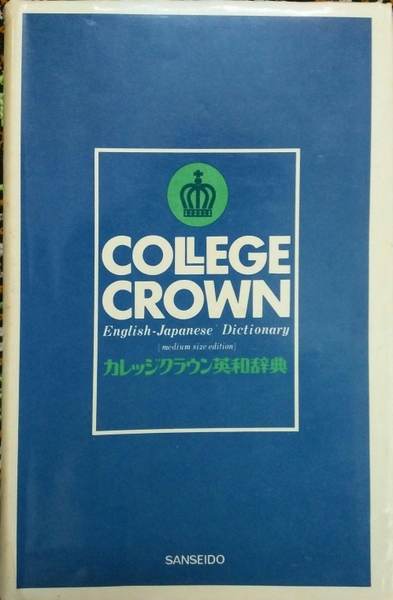 COLLEGE
CROWN
English-Japanese Dictionary
[medium size edition]
カレッジクラウン英和辞典
SANSEIDO